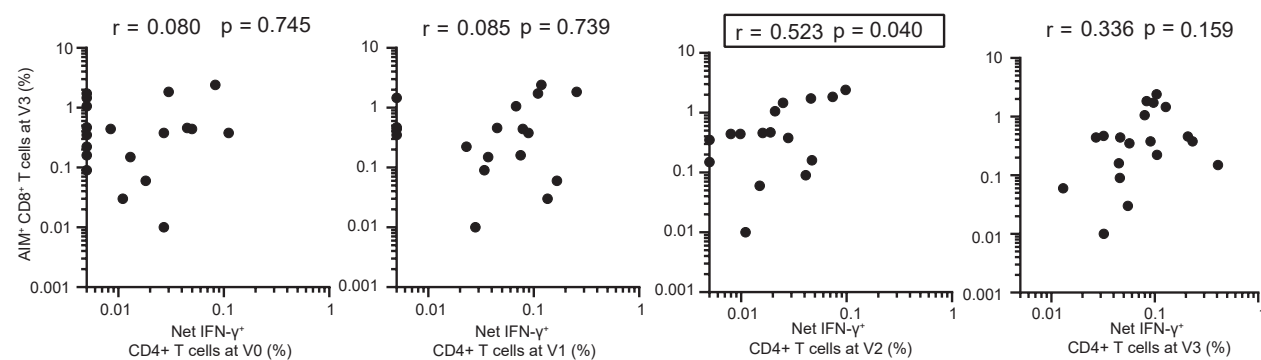 r = 0.080 p = 0.745
10
1
0.1
0.01
0.001
AIM⁺ CD8⁺ T cells at V3 (%)
0.01 0.1 1
Net IFN-γ⁺
CD4+ T cells at V0 (%)
r = 0.085 p = 0.739
10
1
0.1
0.01
0.001
0.01 0.1 1
Net IFN-γ⁺
CD4+ T cells at V1 (%)
r = 0.523 p = 0.040
10
1
0.1
0.01
0.001
0.01 0.1 1
Net IFN-γ⁺
CD4+ T cells at V2 (%)
r = 0.336 p = 0.159
10
1
0.1
0.01
0.001
0.01 0.1
Net IFN-γ⁺
CD4+ T cells at V3 (%)